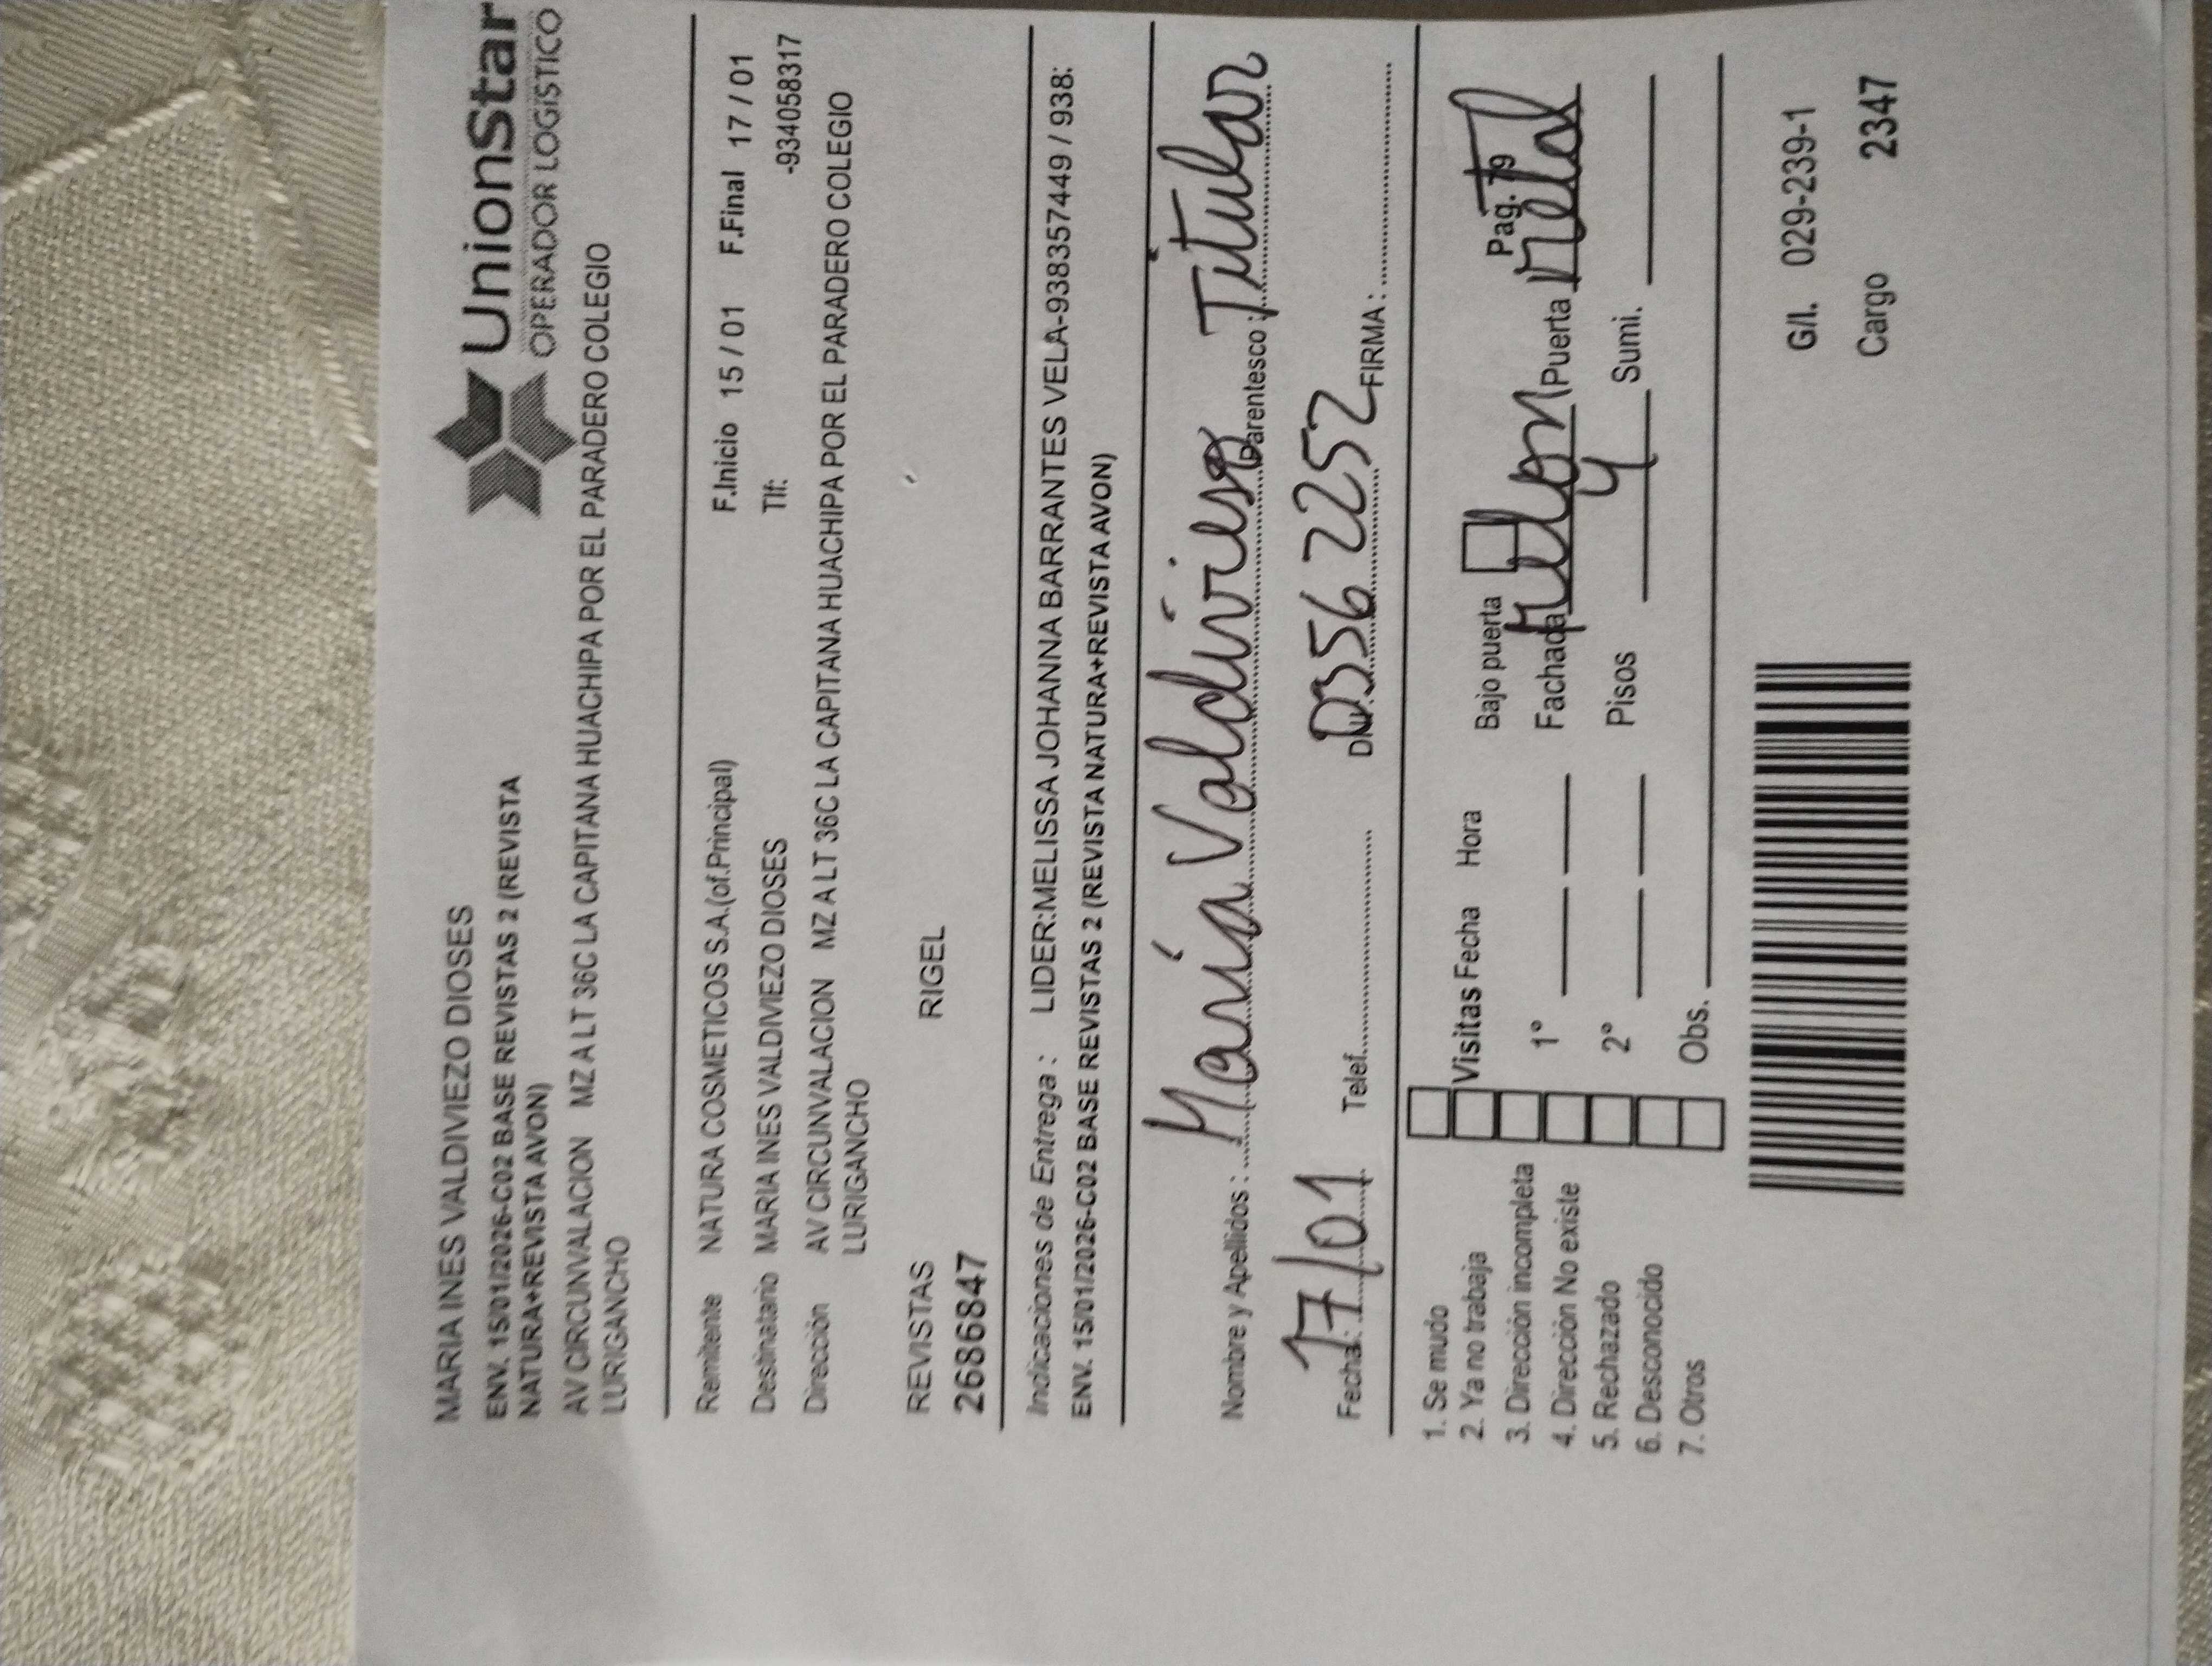 MARIA INES VALDIVIEZO DIOSES
UnionStar
OPERADOR LOGÍSTICO
ENV. 15/01/2026-C02 BASE REVISTAS 2 (REVISTA
NATURA+REVISTA AVON)
AV CIRCUNVALACION MZ A LT 36C LA CAPITANA HUACHIPA POR EL PARADERO COLEGIO
LURIGANCHO
Remitente NATURA COSMETICOS S.A.(of.Principal) F.Inicio 15 / 01 F.Final 17 / 01
Destinatario MARIA INES VALDIVIEZO DIOSES Tlf: -934058317
Dirección AV CIRCUNVALACION MZ A LT 36C LA CAPITANA HUACHIPA POR EL PARADERO COLEGIO
LURIGANCHO
REVISTAS RIGEL
2686847
Indicaciones de Entrega : LIDER:MELISSA JOHANNA BARRANTES VELA-938357449 / 938:
ENV. 15/01/2026-C02 BASE REVISTAS 2 (REVISTA NATURA+REVISTA AVON)
Nombre y Apellidos : María Valdivieso Parentesco : Titular
Fecha: 17/01 Telef. DNI: 03562252 FIRMA :
1. Se mudo
2. Ya no trabaja
3. Dirección incompleta
4. Dirección No existe
5. Rechazado
6. Desconocido
7. Otros
Visitas Fecha Hora Bajo puerta Pag. 79
1° Fachada Puerta metal
2° Pisos 4 Sumi.
Obs.
G/l. 029-239-1
Cargo 2347